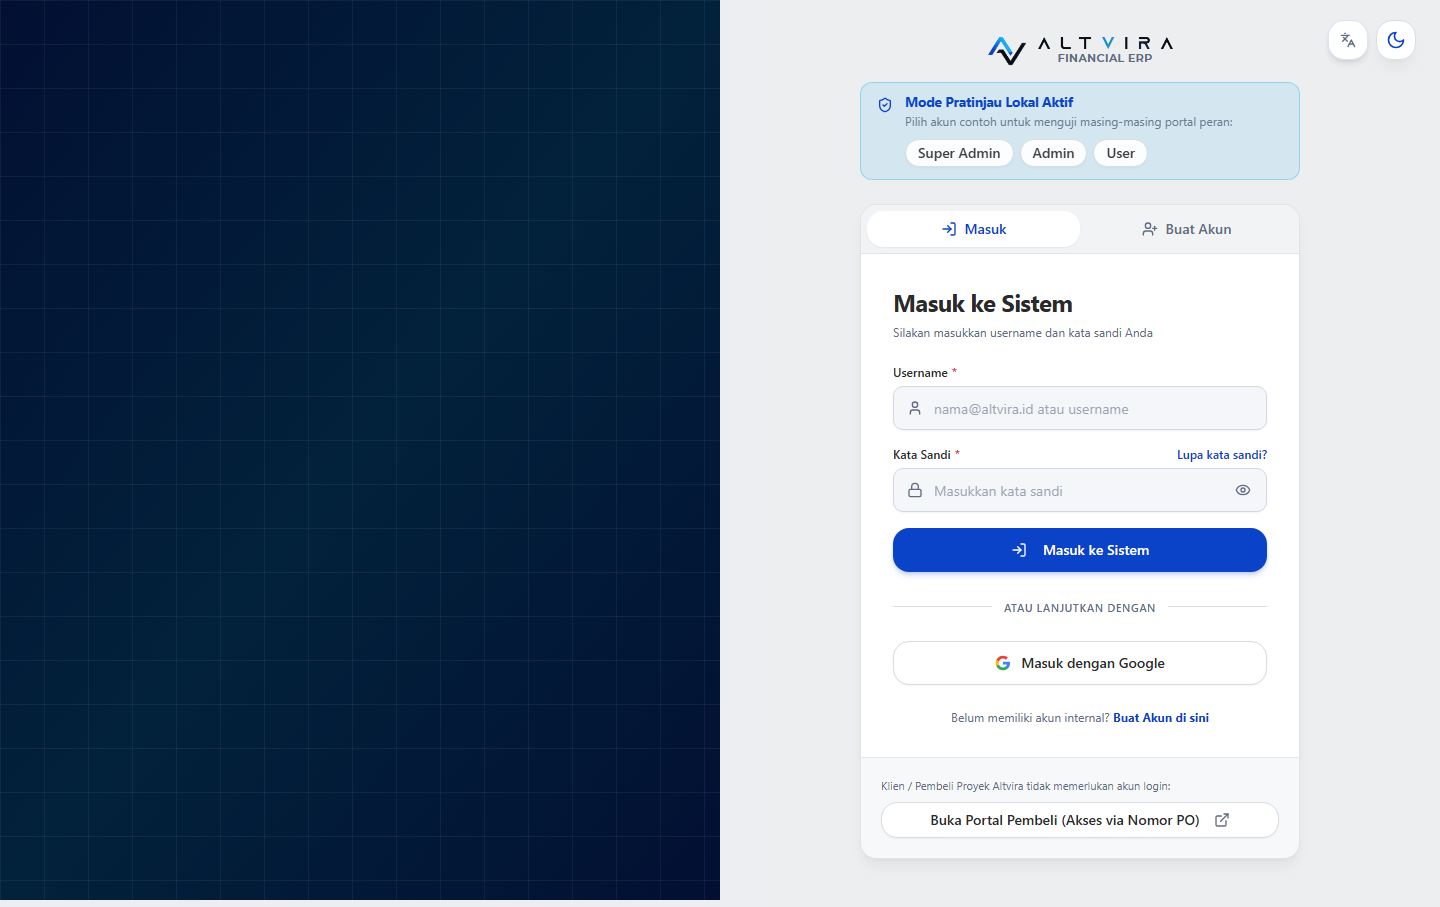 ALTVIRA
FINANCIAL ERP
Mode Pratinjau Lokal Aktif
Pilih akun contoh untuk menguji masing-masing portal peran:
Super Admin
Admin
User
Masuk
Buat Akun
Masuk ke Sistem
Silakan masukkan username dan kata sandi Anda
Username *
nama@altvira.id atau username
Kata Sandi *
Lupa kata sandi?
Masukkan kata sandi
Masuk ke Sistem
ATAU LANJUTKAN DENGAN
Masuk dengan Google
Belum memiliki akun internal? Buat Akun di sini
Klien / Pembeli Proyek Altvira tidak memerlukan akun login:
Buka Portal Pembeli (Akses via Nomor PO)